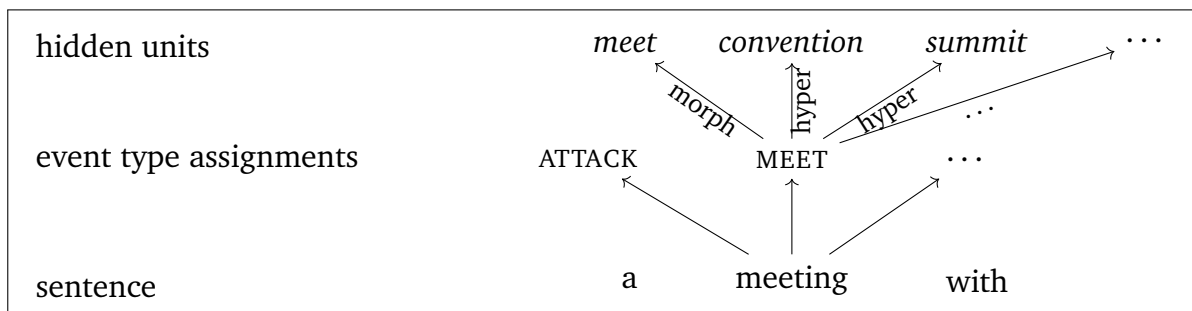 hidden units meet convention summit ···
morph hyper hyper ···
event type assignments ATTACK MEET ···
sentence a meeting with